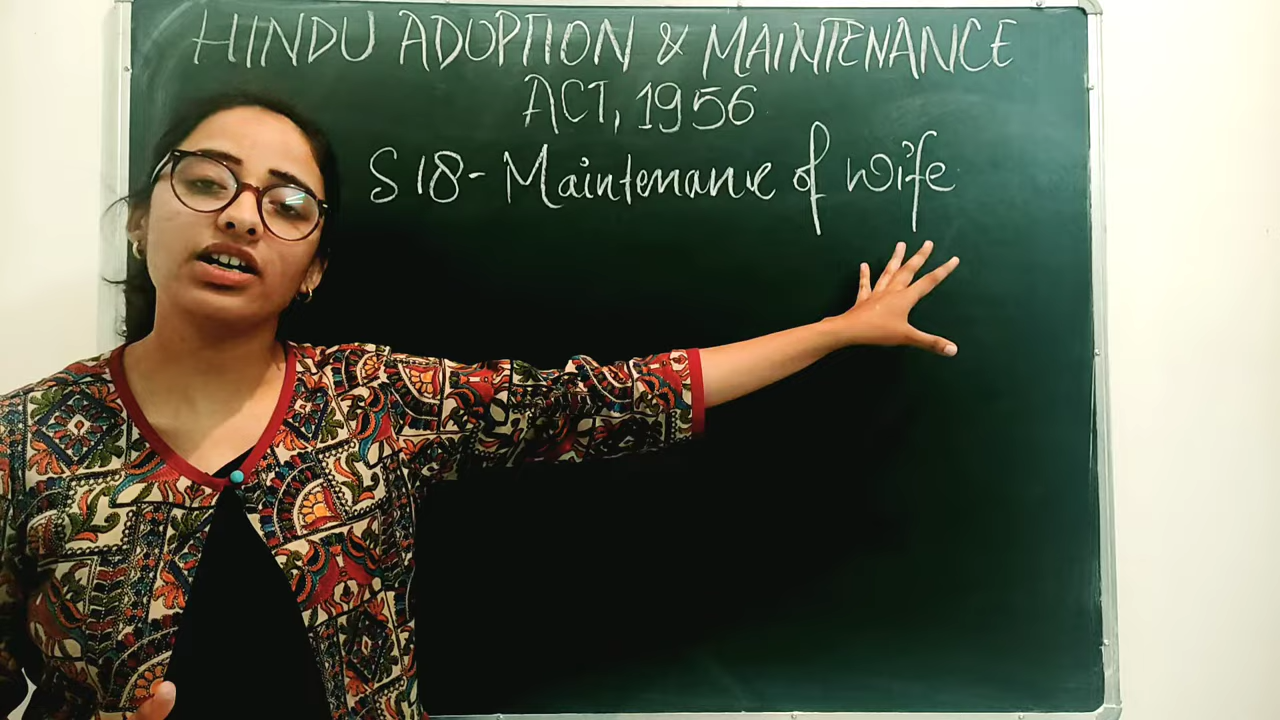 HINDU ADOPTION & MAINTENANCE
ACT, 1956
S 18- Maintenance of Wife